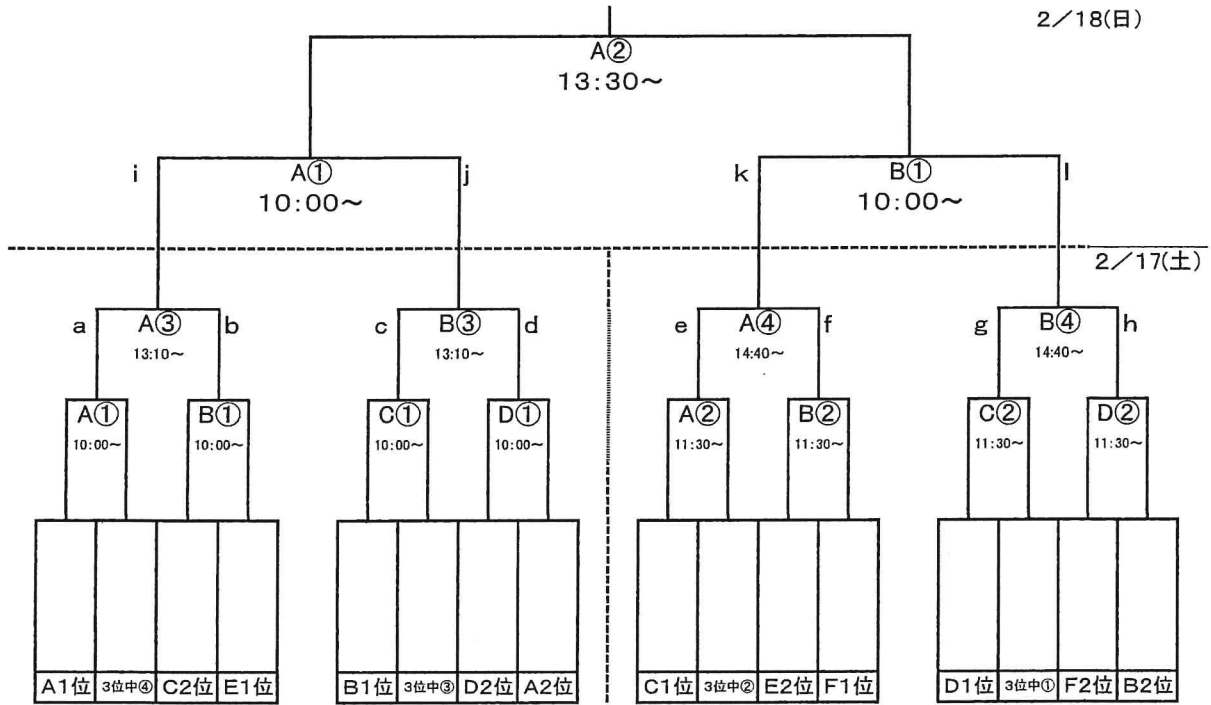 2／18(日)
A②
13:30～
i A① j k B① l
10:00～ 10:00～
2／17(土)
a A③ b c B③ d e A④ f g B④ h
13:10～ 13:10～ 14:40～ 14:40～
A① B① C① D① A② B② C② D②
10:00～ 10:00～ 10:00～ 10:00～ 11:30～ 11:30～ 11:30～ 11:30～
A1位 3位中④ C2位 E1位 B1位 3位中③ D2位 A2位 C1位 3位中② E2位 F1位 D1位 3位中① F2位 B2位